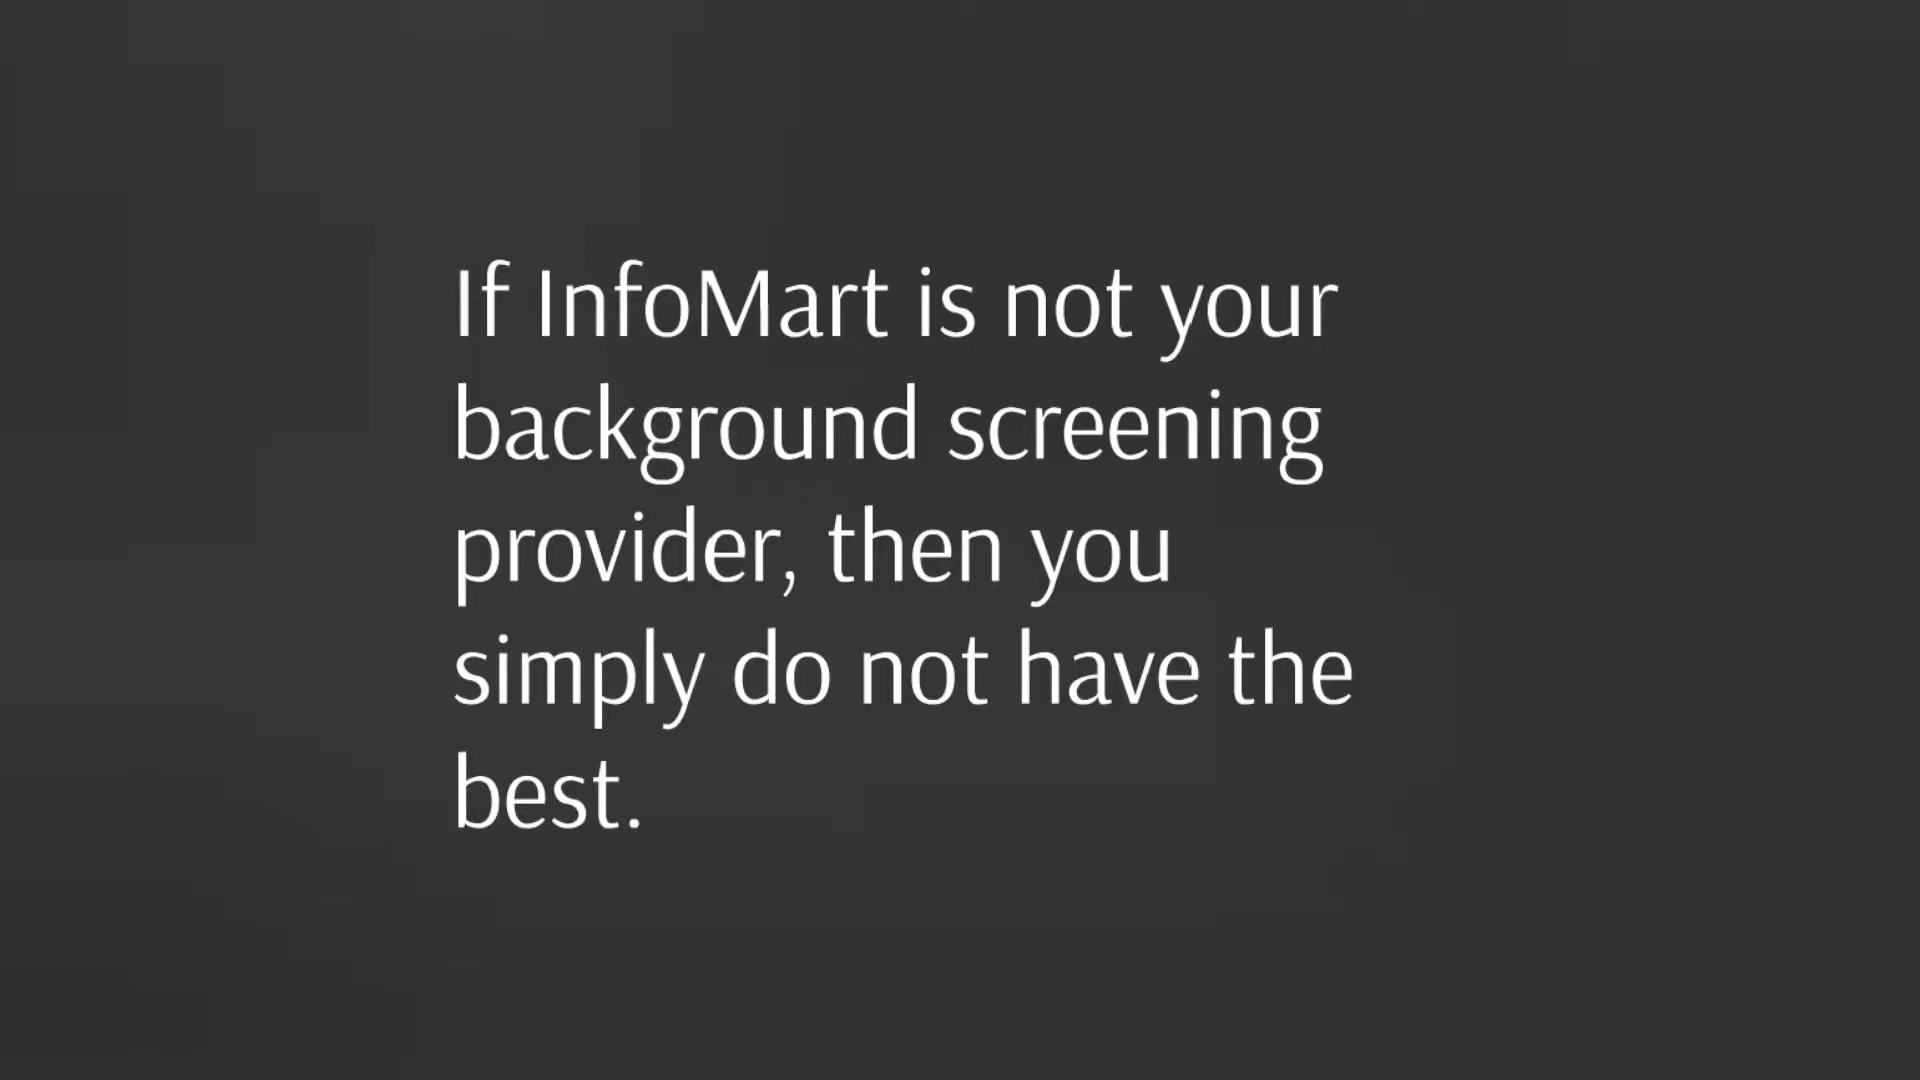 If InfoMart is not your
background screening
provider, then you
simply do not have the
best.